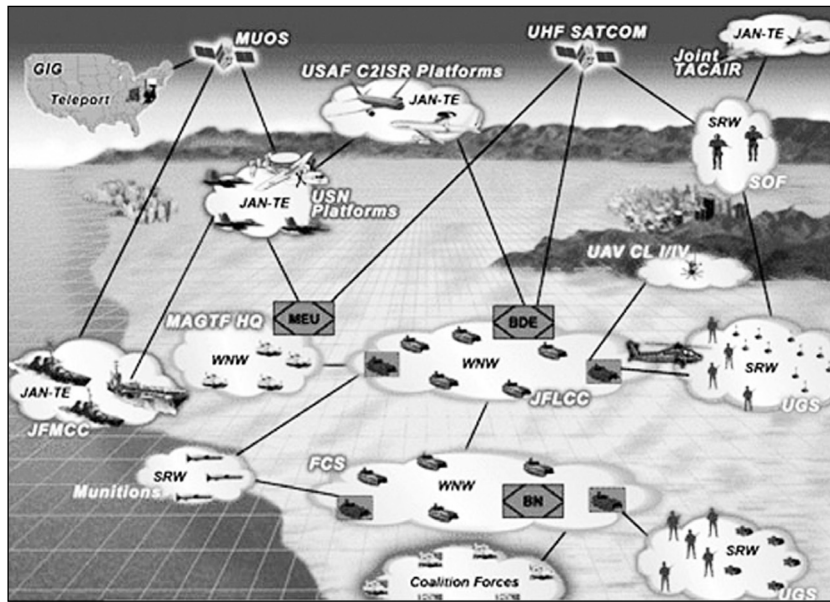 MUOS
UHF SATCOM
JAN-TE
Joint
TACAIR
GIG
Teleport
USAF C2ISR Platforms
JAN-TE
SRW
SOF
JAN-TE
USN
Platforms
UAV CL I/IV
MEU
BDE
MAGTF HQ
WNW
WNW
SRW
JAN-TE
JFLCC
UGS
JFMCC
FCS
SRW
WNW
Munitions
BN
SRW
Coalition Forces
UGS